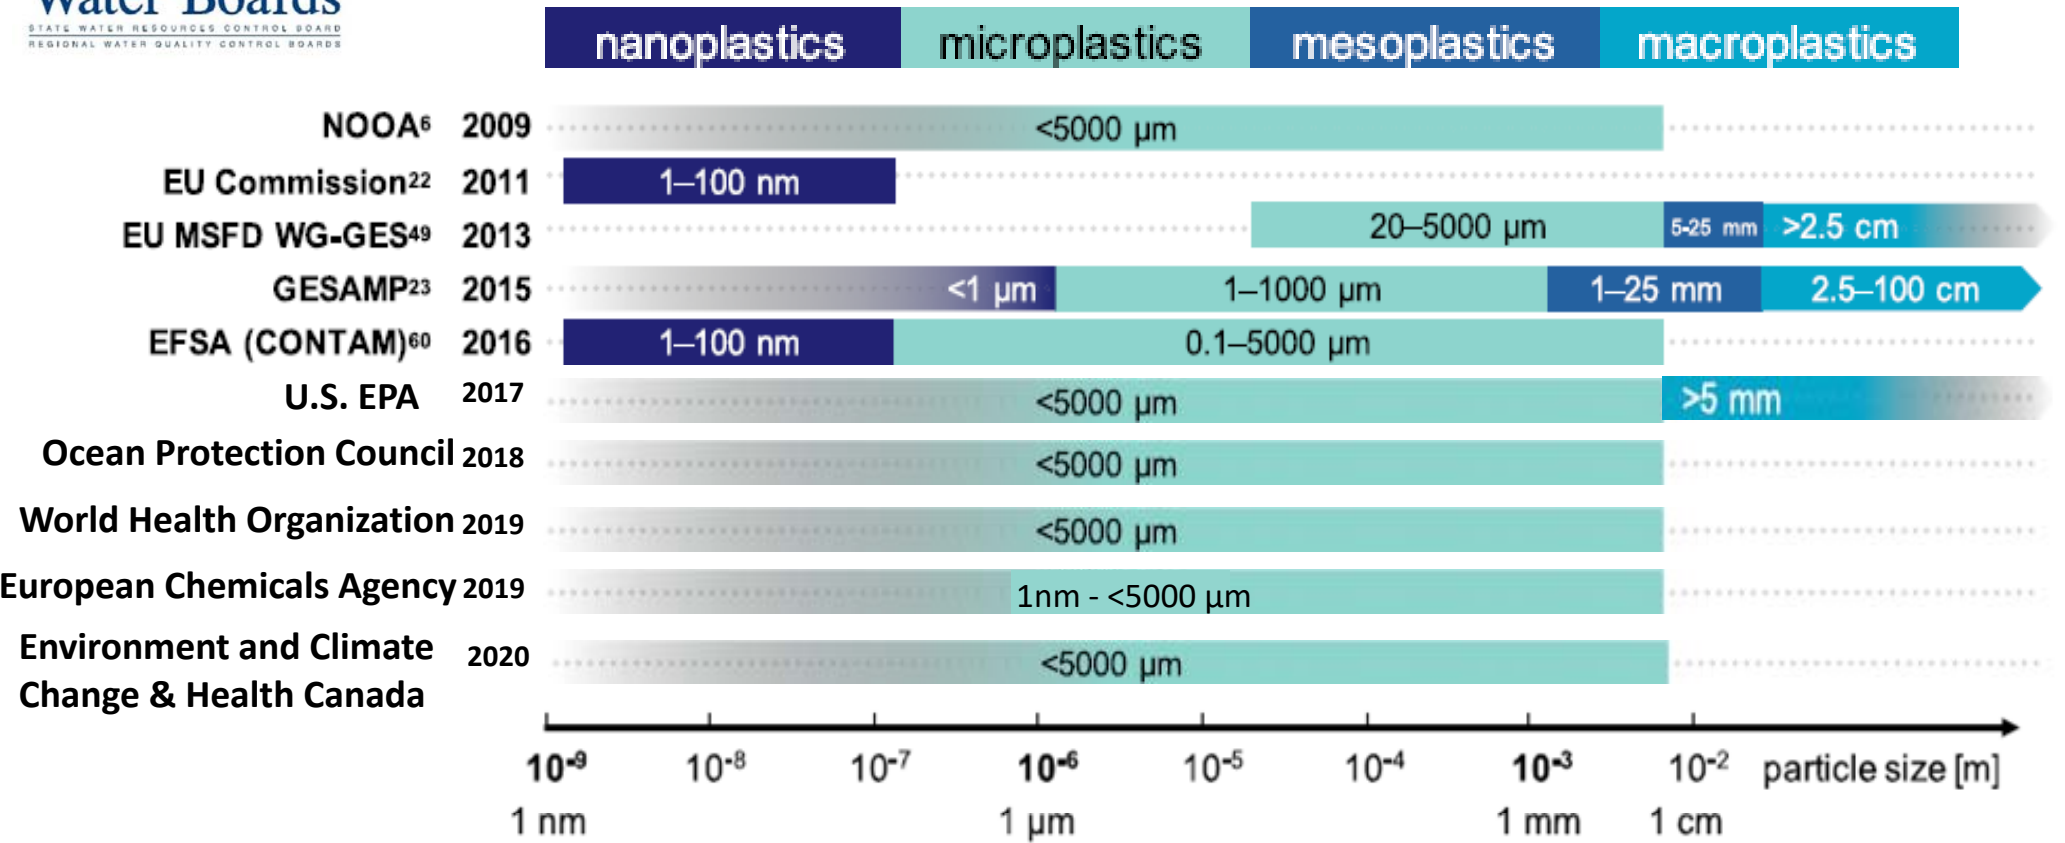 Water Boards
STATE WATER RESOURCES CONTROL BOARD
REGIONAL WATER QUALITY CONTROL BOARDS
nanoplastics microplastics mesoplastics macroplastics
NOOA⁶ 2009 <5000 µm
EU Commission²² 2011 1–100 nm
EU MSFD WG-GES⁴⁹ 2013 20–5000 µm 5-25 mm >2.5 cm
GESAMP²³ 2015 <1 µm 1–1000 µm 1–25 mm 2.5–100 cm
EFSA (CONTAM)⁶⁰ 2016 1–100 nm 0.1–5000 µm
U.S. EPA 2017 <5000 µm >5 mm
Ocean Protection Council 2018 <5000 µm
World Health Organization 2019 <5000 µm
European Chemicals Agency 2019 1nm - <5000 µm
Environment and Climate 2020 <5000 µm
Change & Health Canada
10⁻⁹ 10⁻⁸ 10⁻⁷ 10⁻⁶ 10⁻⁵ 10⁻⁴ 10⁻³ 10⁻² particle size [m]
1 nm 1 µm 1 mm 1 cm